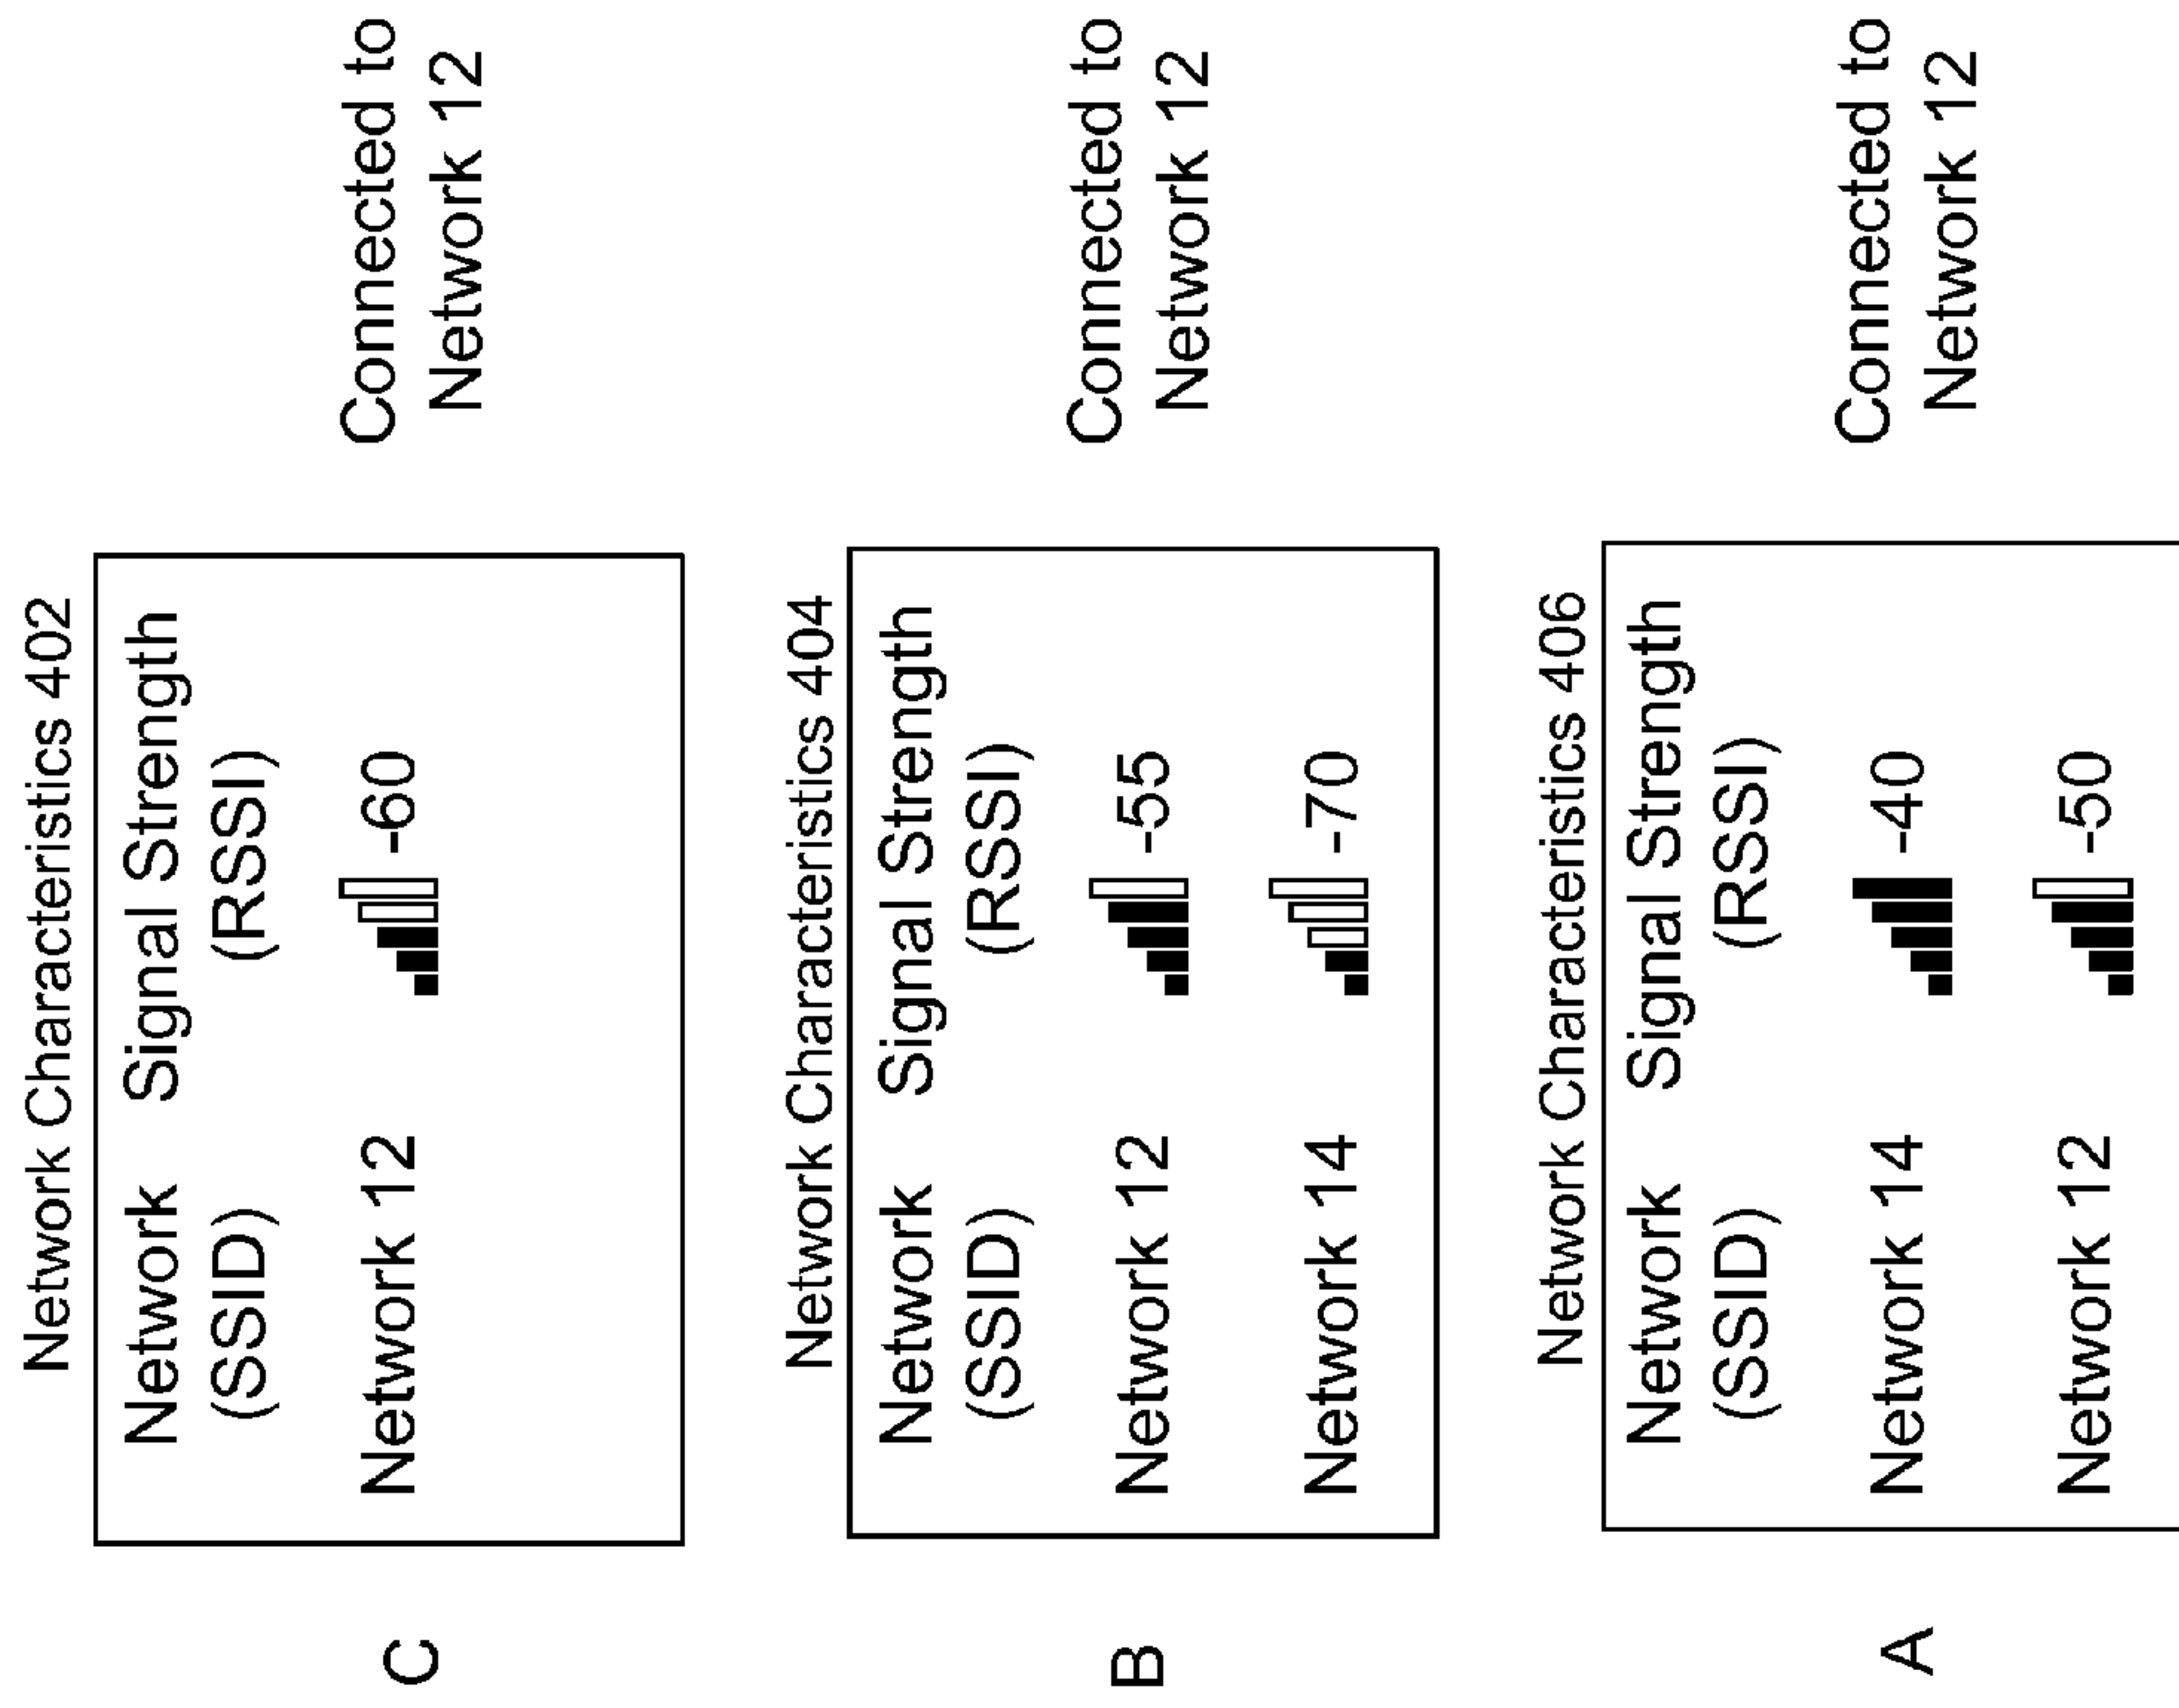 Network Characteristics 402
Network Signal Strength
(SSID) (RSSI)
C
Network 12 -60
Connected to
Network 12
Network Characteristics 404
Network Signal Strength
(SSID) (RSSI)
B
Network 12 -55
Network 14 -70
Connected to
Network 12
Network Characteristics 406
Network Signal Strength
(SSID) (RSSI)
A
Network 14 -40
Network 12 -50
Connected to
Network 12